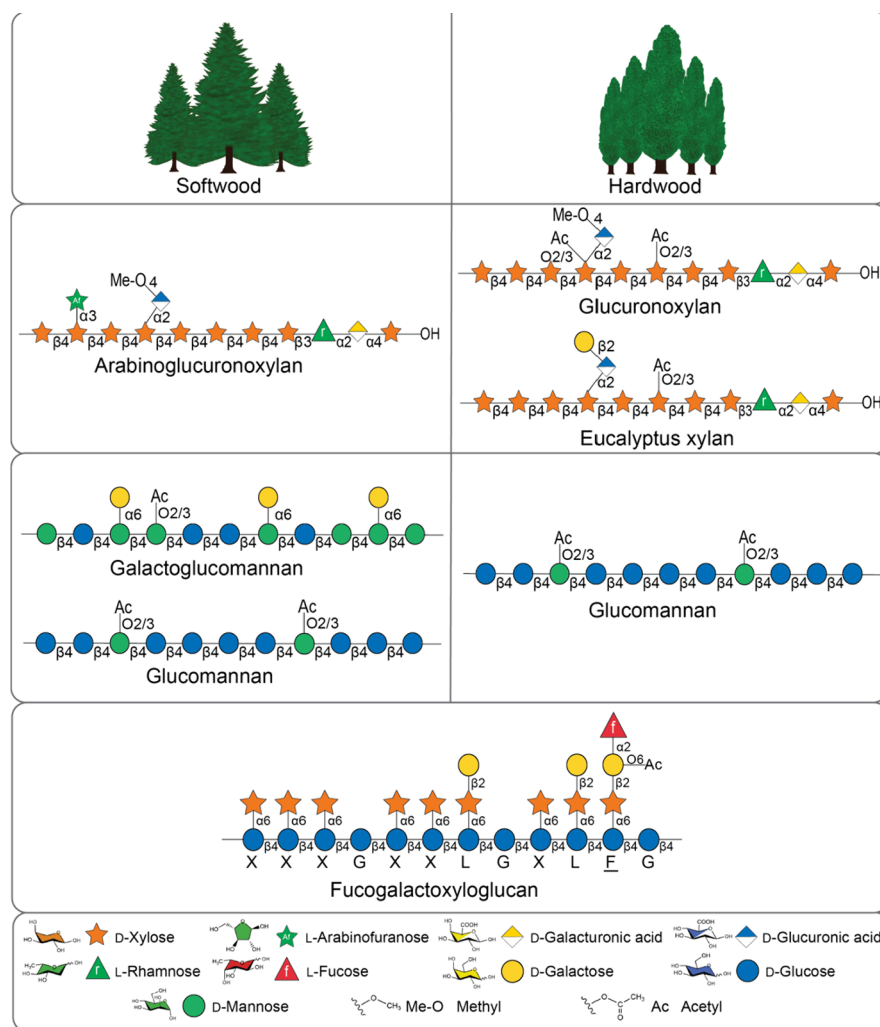 Softwood
Hardwood
Me-O 4
Af
α3
α2
β4 β4 β4 β4 β4 β4 β4 β3 r α2 α4 OH
Arabinoglucuronoxylan
Me-O 4
Ac
O2/3
α2
Ac
O2/3
β4 β4 β4 β4 β4 β4 β4 β3 r α2 α4 OH
Glucuronoxylan
β2
α2
Ac
O2/3
β4 β4 β4 β4 β4 β4 β4 β3 r α2 α4 OH
Eucalyptus xylan
Ac
α6 O2/3 α6 α6
β4 β4 β4 β4 β4 β4 β4 β4 β4 β4
Galactoglucomannan
Ac Ac
O2/3 O2/3
β4 β4 β4 β4 β4 β4 β4 β4 β4 β4
Glucomannan
Ac Ac
O2/3 O2/3
β4 β4 β4 β4 β4 β4 β4 β4 β4 β4
Glucomannan
f
α2
O6 Ac
β2 β2 β2
α6 α6 α6 α6 α6 α6 α6 α6 α6
β4 β4 β4 β4 β4 β4 β4 β4 β4 β4 β4 β4
X X X G X X L G X L F G
Fucogalactoxyloglucan
D-Xylose Af L-Arabinofuranose D-Galacturonic acid D-Glucuronic acid
r L-Rhamnose f L-Fucose D-Galactose D-Glucose
D-Mannose Me-O Methyl Ac Acetyl